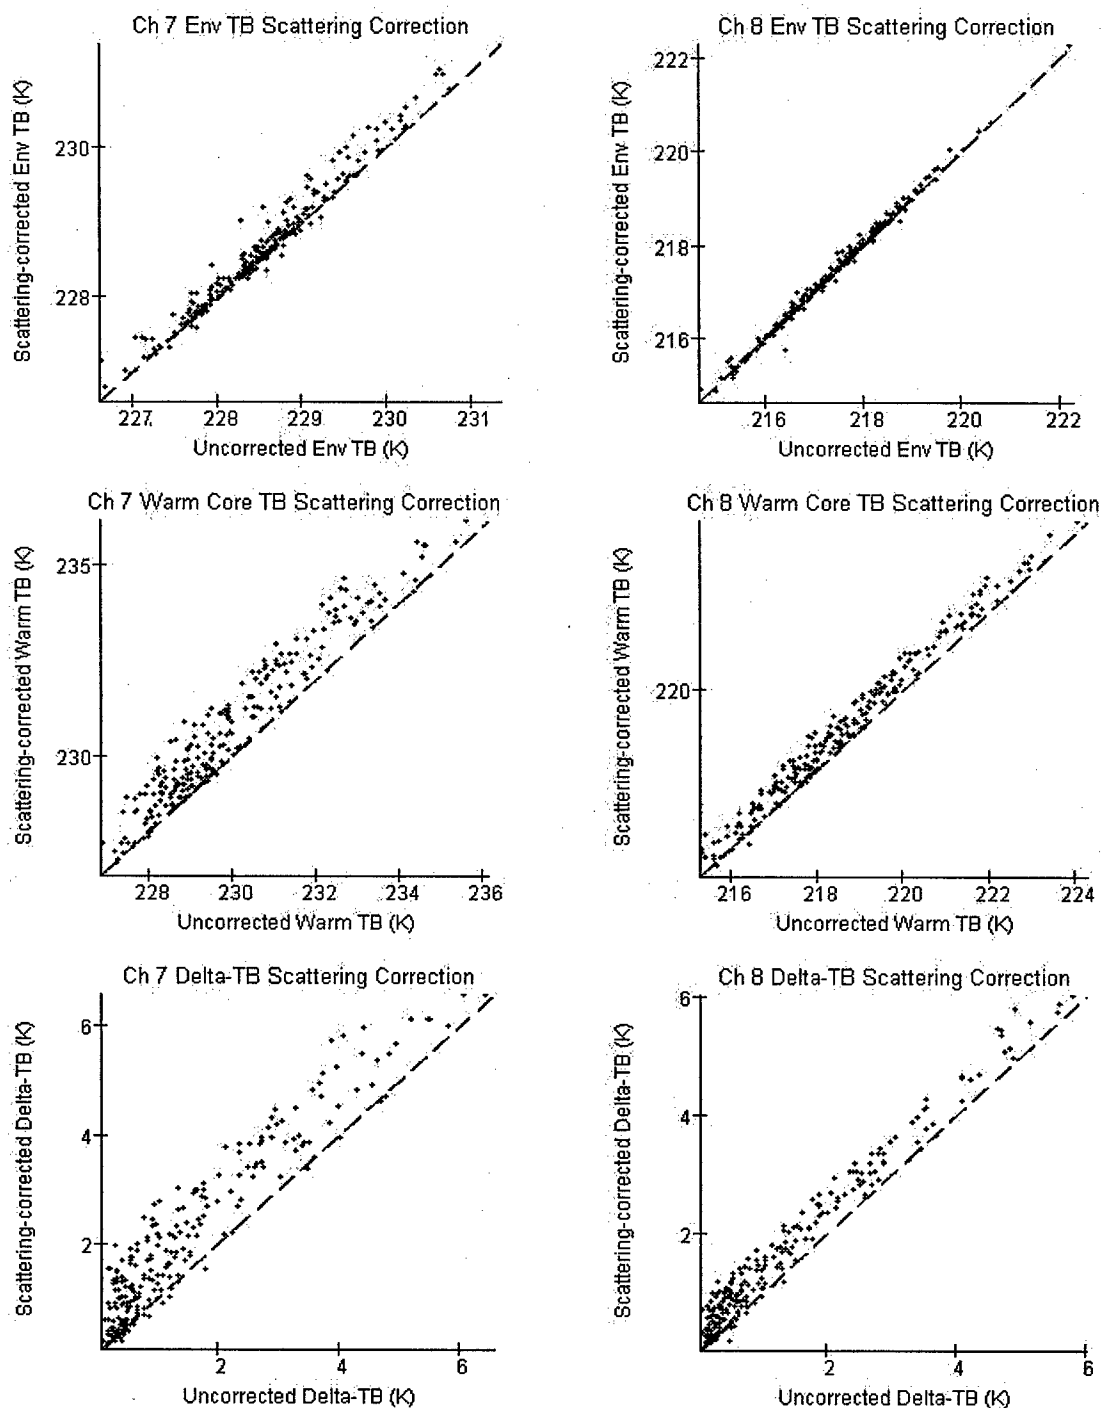 Ch 7 Env TB Scattering Correction
Scattering-corrected Env TB (K)
230
228
227
228
229
230
231
Uncorrected Env TB (K)
Ch 8 Env TB Scattering Correction
Scattering-corrected Env TB (K)
222
220
218
216
216
218
220
222
Uncorrected Env TB (K)
Ch 7 Warm Core TB Scattering Correction
Scattering-corrected Warm TB (K)
235
230
228
230
232
234
236
Uncorrected Warm TB (K)
Ch 8 Warm Core TB Scattering Correction
Scattering-corrected Warm TB (K)
220
216
218
220
222
224
Uncorrected Warm TB (K)
Ch 7 Delta-TB Scattering Correction
Scattering-corrected Delta-TB (K)
6
4
2
2
4
6
Uncorrected Delta-TB (K)
Ch 8 Delta-TB Scattering Correction
Scattering-corrected Delta-TB (K)
6
4
2
2
4
6
Uncorrected Delta-TB (K)